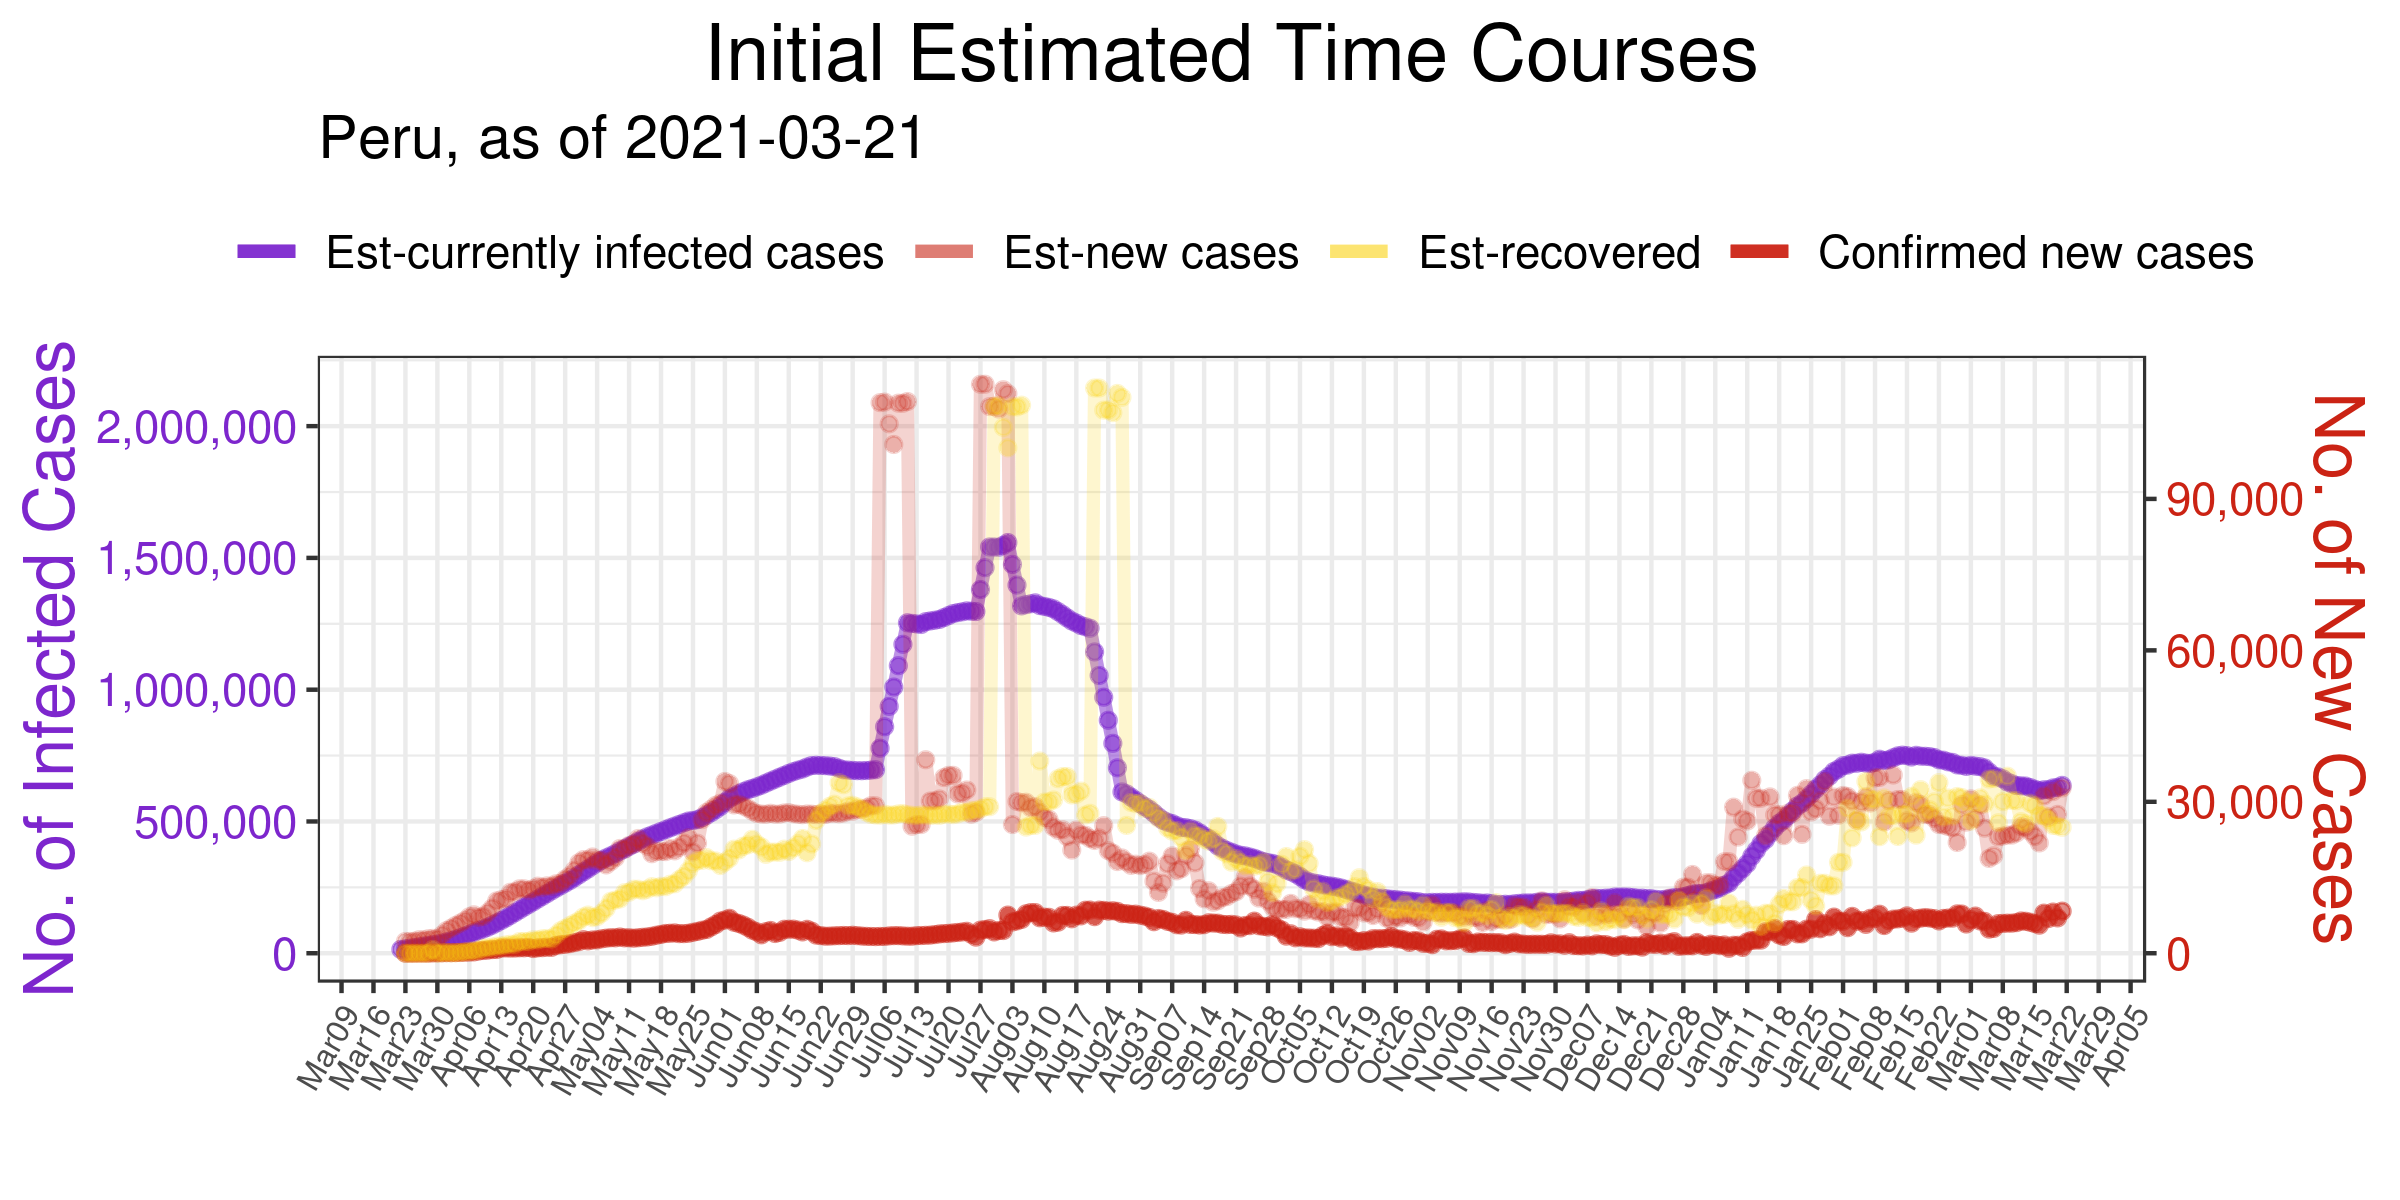 Initial Estimated Time Courses
Peru, as of 2021-03-21
Est-currently infected cases Est-new cases Est-recovered Confirmed new cases
No. of Infected Cases
2,000,000
1,500,000
1,000,000
500,000
0
90,000
60,000
30,000
0
No. of New Cases
Mar09
Mar16
Mar23
Mar30
Apr06
Apr13
Apr20
Apr27
May04
May11
May18
May25
Jun01
Jun08
Jun15
Jun22
Jun29
Jul06
Jul13
Jul20
Jul27
Aug03
Aug10
Aug17
Aug24
Aug31
Sep07
Sep14
Sep21
Sep28
Oct05
Oct12
Oct19
Oct26
Nov02
Nov09
Nov16
Nov23
Nov30
Dec07
Dec14
Dec21
Dec28
Dec04
Jan11
Jan18
Jan25
Feb01
Feb08
Feb15
Feb22
Mar01
Mar08
Mar15
Mar22
Mar29
Apr05